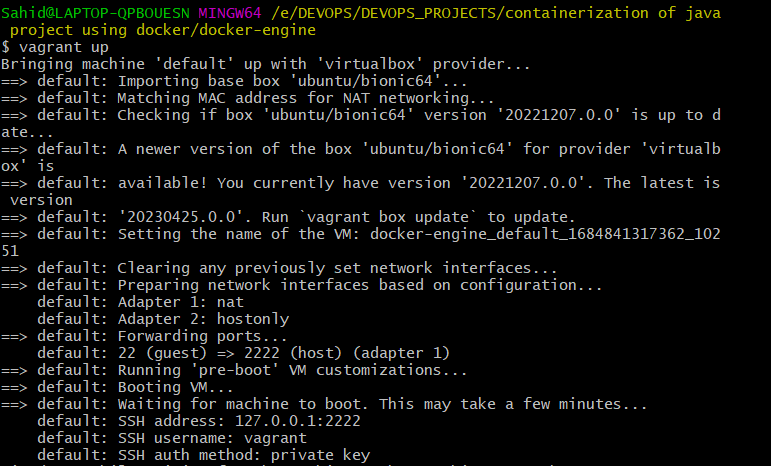 Sahid@LAPTOP-QPBOUESN MINGW64 /e/DEVOPS/DEVOPS_PROJECTS/containerization of java
 project using docker/docker-engine
$ vagrant up
Bringing machine 'default' up with 'virtualbox' provider...
==> default: Importing base box 'ubuntu/bionic64'...
==> default: Matching MAC address for NAT networking...
==> default: Checking if box 'ubuntu/bionic64' version '20221207.0.0' is up to d
ate...
==> default: A newer version of the box 'ubuntu/bionic64' for provider 'virtualb
ox' is
==> default: available! You currently have version '20221207.0.0'. The latest is
 version
==> default: '20230425.0.0'. Run `vagrant box update` to update.
==> default: Setting the name of the VM: docker-engine_default_1684841317362_102
51
==> default: Clearing any previously set network interfaces...
==> default: Preparing network interfaces based on configuration...
    default: Adapter 1: nat
    default: Adapter 2: hostonly
==> default: Forwarding ports...
    default: 22 (guest) => 2222 (host) (adapter 1)
==> default: Running 'pre-boot' VM customizations...
==> default: Booting VM...
==> default: Waiting for machine to boot. This may take a few minutes...
    default: SSH address: 127.0.0.1:2222
    default: SSH username: vagrant
    default: SSH auth method: private key